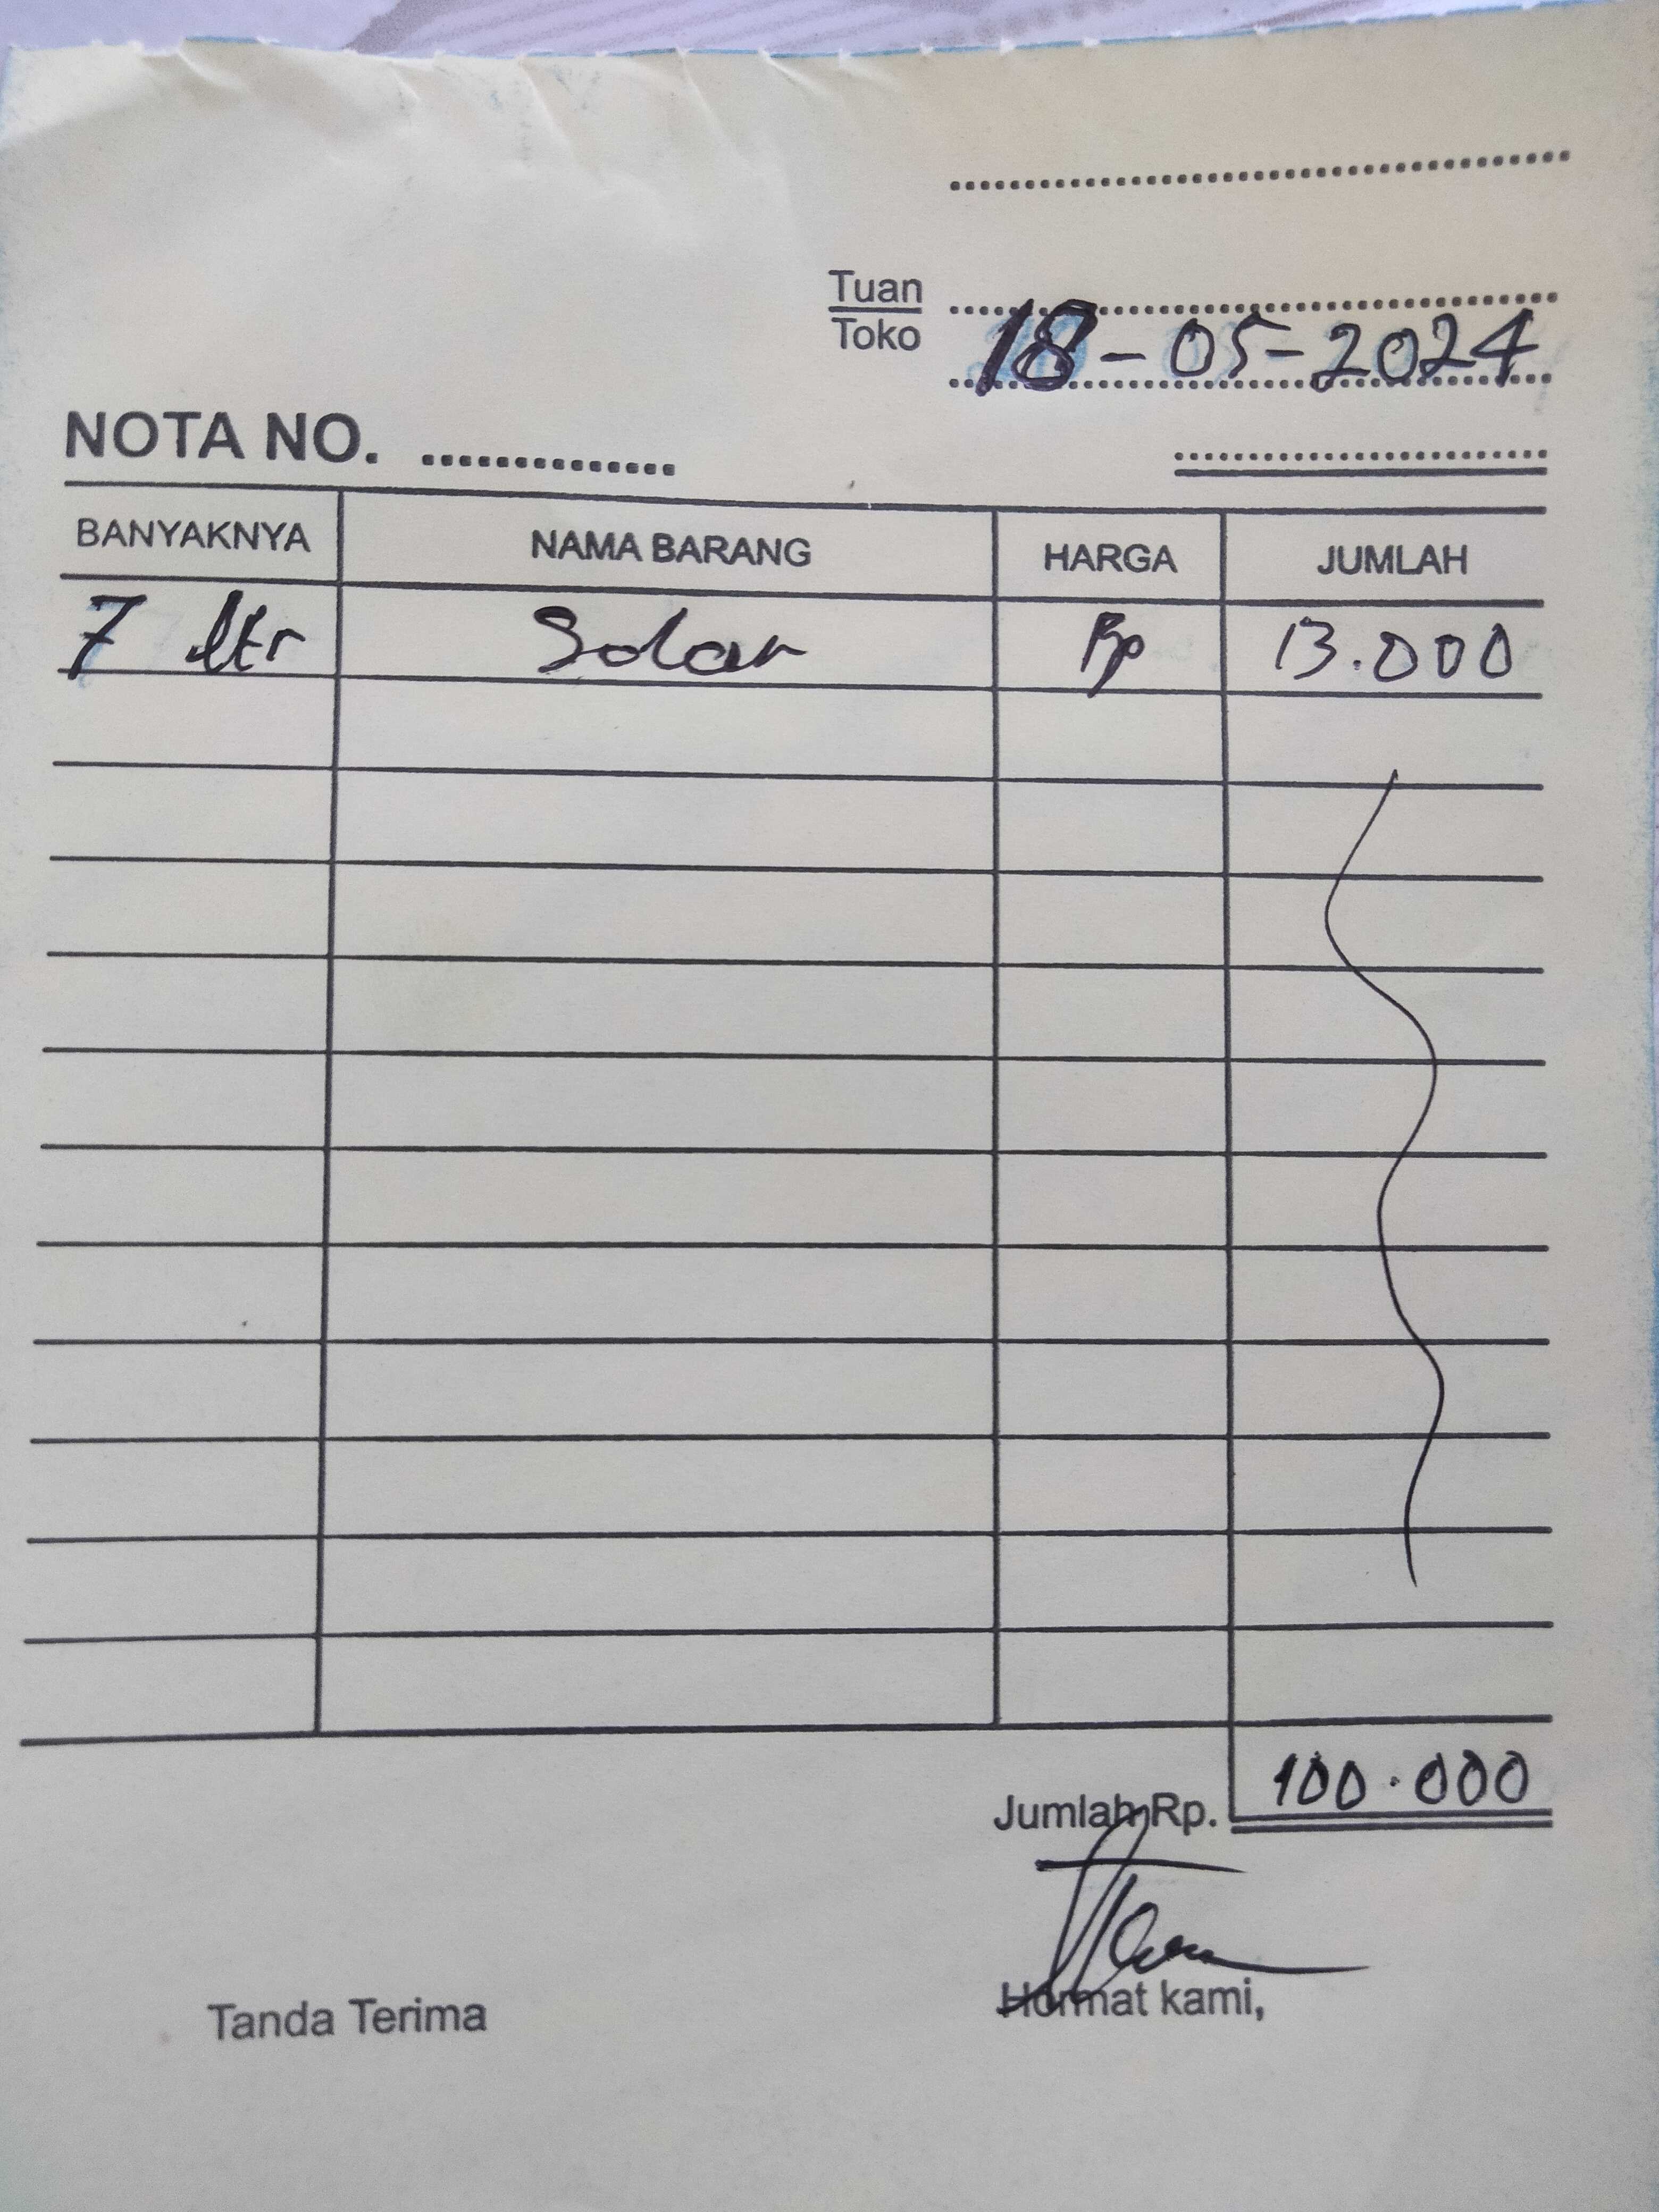 Tuan
Toko
18-05-2024
NOTA NO.
BANYAKNYA NAMA BARANG HARGA JUMLAH
7 ltr Solar Rp 13.000
Jumlah Rp. 100.000
Tanda Terima Hormat kami,